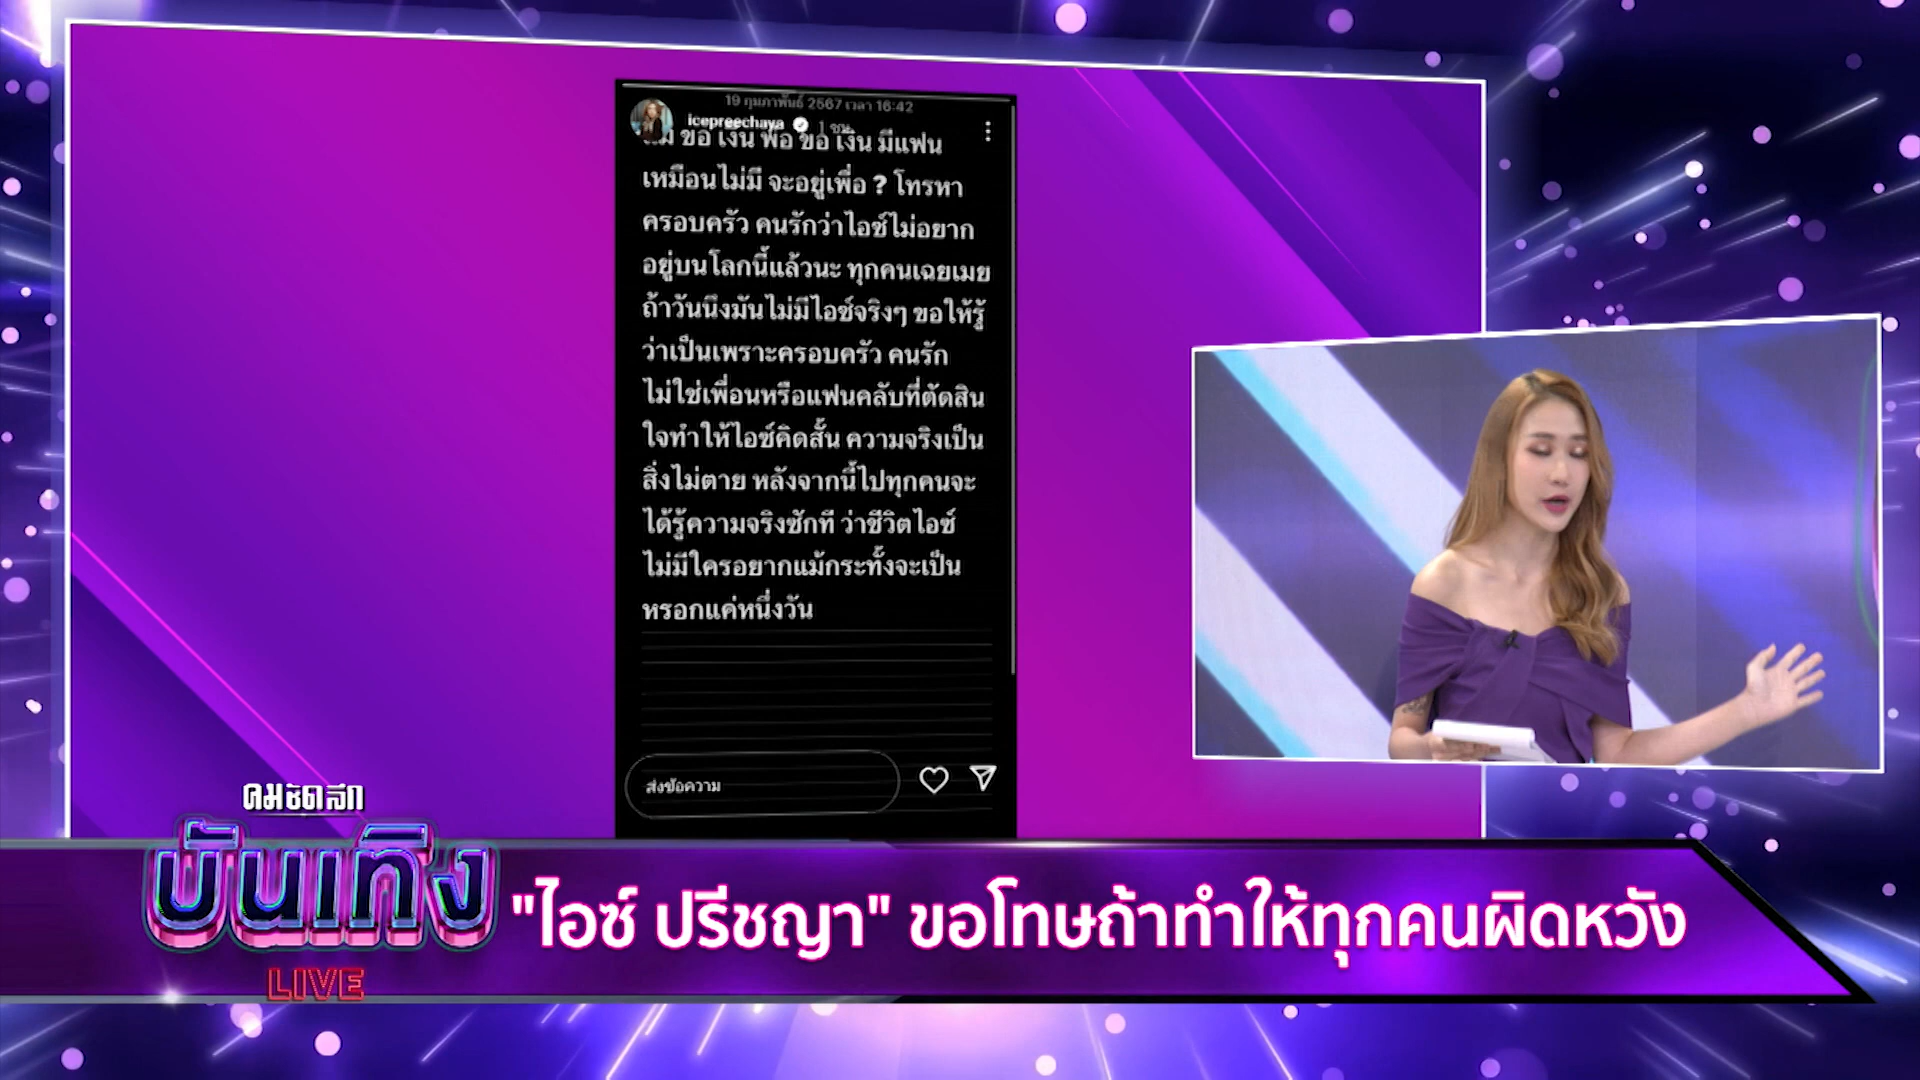 19 กุมภาพันธ์ 2567 เวลา 16:42
icepreechaya 1 ชม.
แม่ ขอ เงิน พ่อ ขอ เงิน มีแฟน
เหมือนไม่มี จะอยู่เพื่อ ? โทรหา
ครอบครัว คนรักว่าไอซ์ไม่อยาก
อยู่บนโลกนี้แล้วนะ ทุกคนเฉยเมย
ถ้าวันนึงมันไม่มีไอซ์จริงๆ ขอให้รู้
ว่าเป็นเพราะครอบครัว คนรัก
ไม่ใช่เพื่อนหรือแฟนคลับที่ตัดสิน
ใจทำให้ไอซ์คิดสั้น ความจริงเป็น
สิ่งไม่ตาย หลังจากนี้ไปทุกคนจะ
ได้รู้ความจริงซักที ว่าชีวิตไอซ์
ไม่มีใครอยากแม้กระทั้งจะเป็น
หรอกแค่หนึ่งวัน
ส่งข้อความ
คมชัดลึก
บันเทิง
LIVE
"ไอซ์ ปรีชญา" ขอโทษถ้าทำให้ทุกคนผิดหวัง